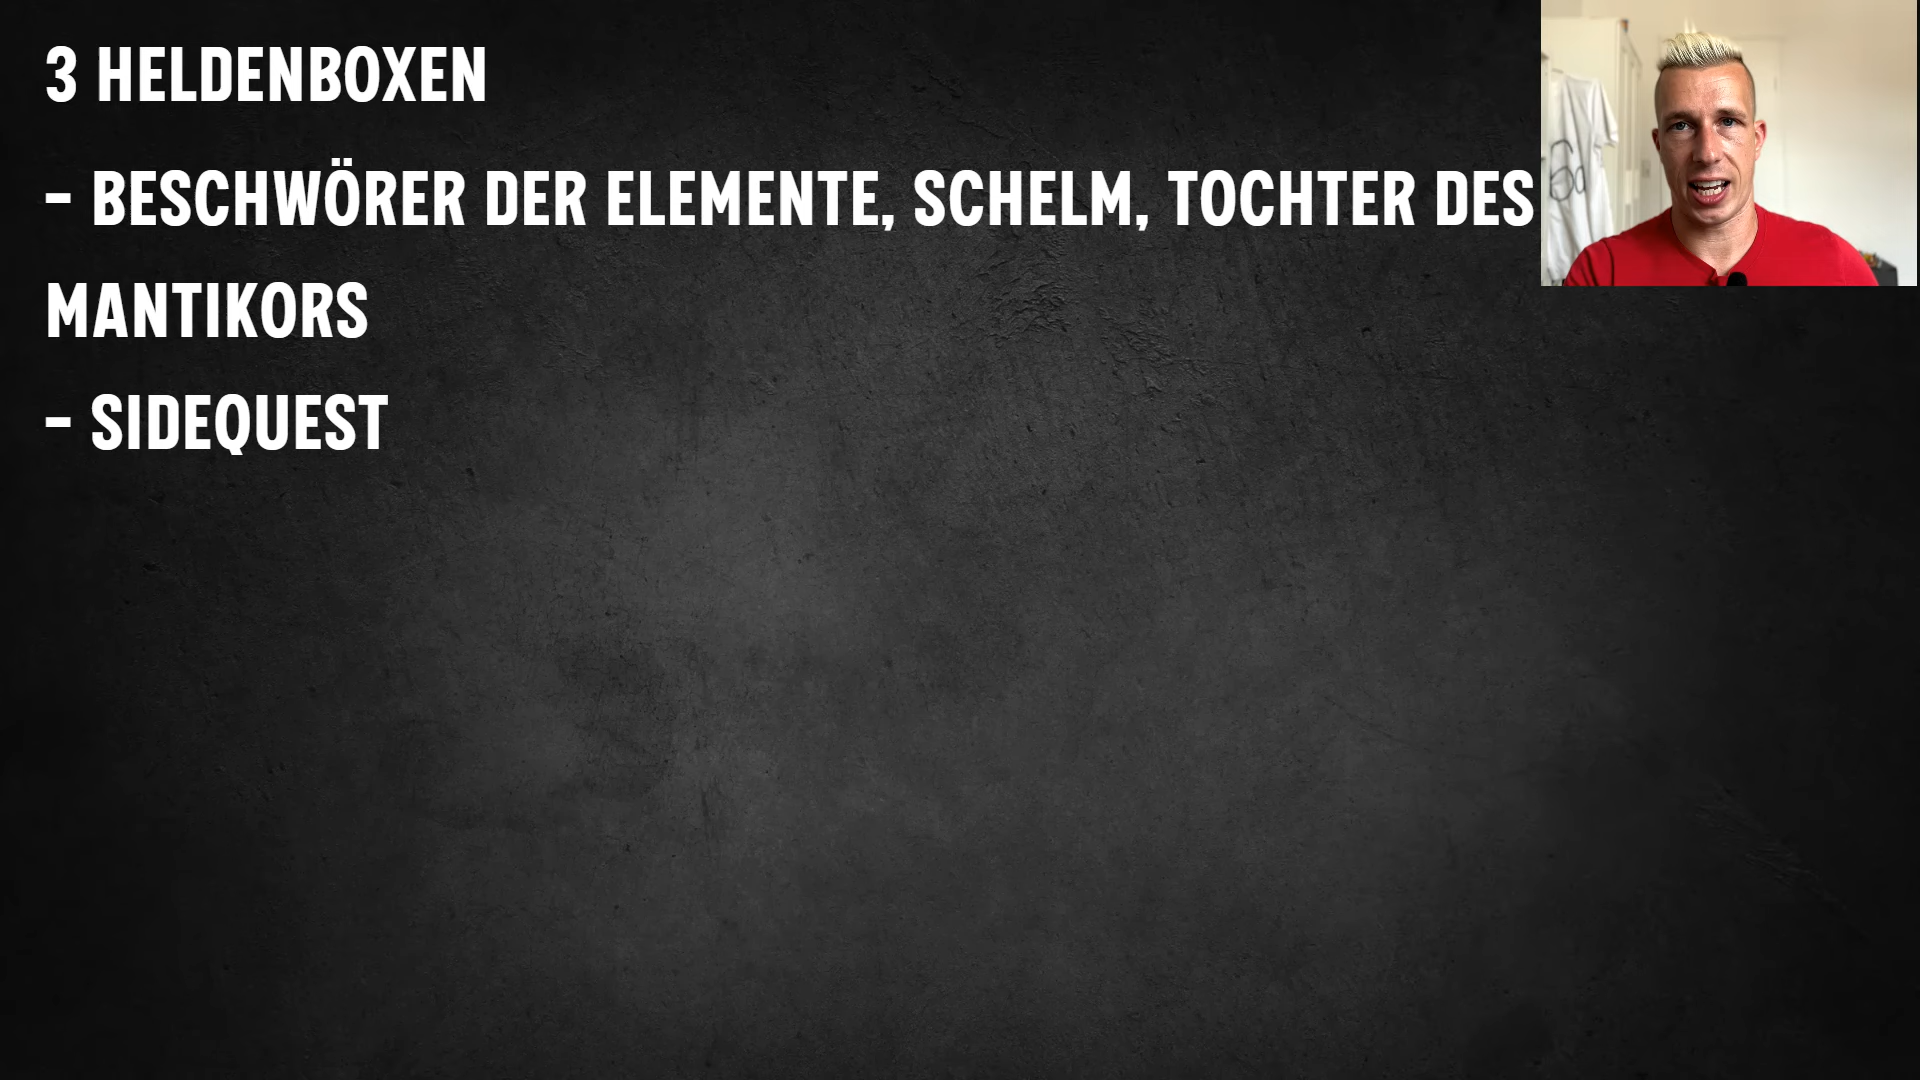 3 HELDENBOXEN
- BESCHWÖRER DER ELEMENTE, SCHELM, TOCHTER DES
MANTIKORS
- SIDEQUEST